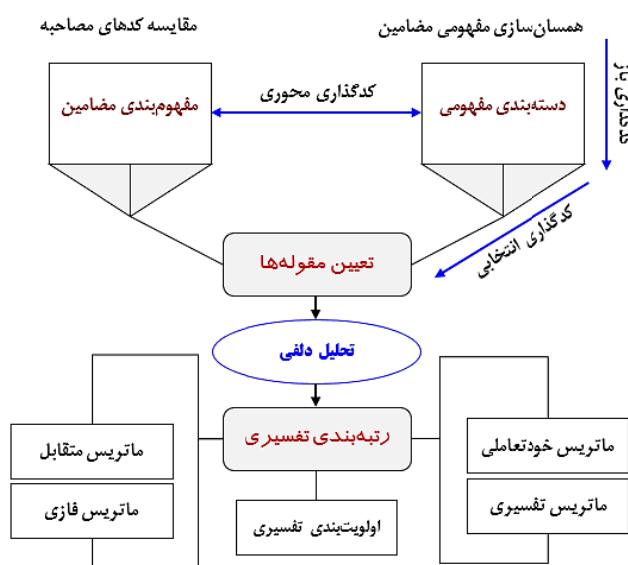 همسان‌سازی مفهومی مضامین
مقایسه کدهای مصاحبه
کدگذاری باز
دسته‌بندی مفهومی
کدگذاری محوری
مفهوم‌بندی مضامین
کدگذاری انتخابی
تعیین مقوله‌ها
تحلیل دلفی
رتبه‌بندی تفسیری
ماتریس خودتعاملی
ماتریس تفسیری
ماتریس متقابل
ماتریس فازی
اولویت‌بندی تفسیری